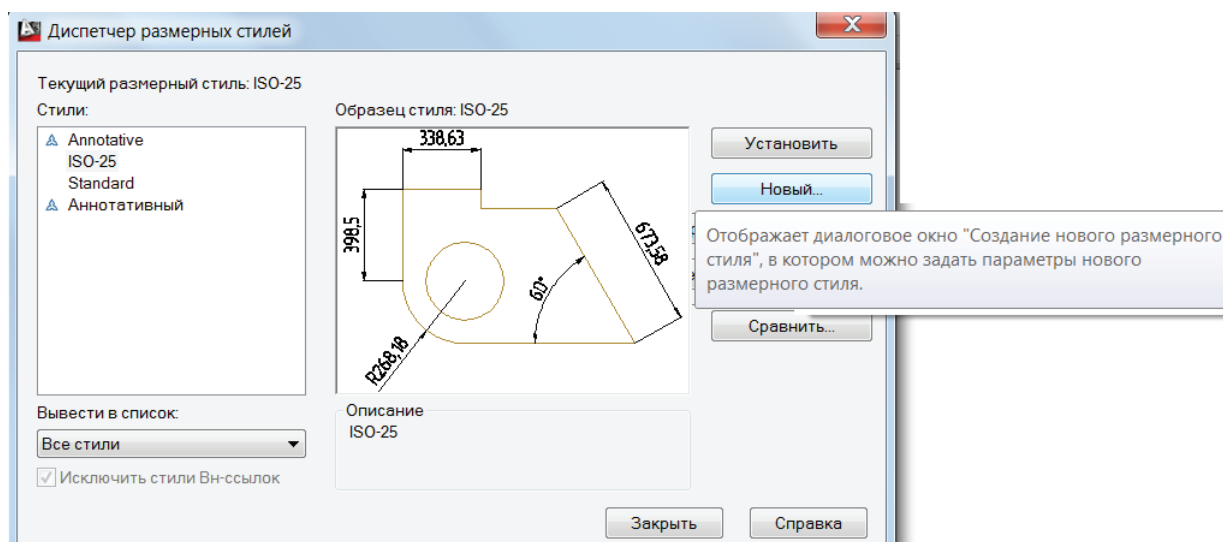 Диспетчер размерных стилей
X
Текущий размерный стиль: ISO-25
Стили:
Annotative
ISO-25
Standard
Аннотативный
Образец стиля: ISO-25
338,63
398,5
60°
673,58
R268,18
Установить
Новый...
Отображает диалоговое окно "Создание нового размерного
стиля", в котором можно задать параметры нового
размерного стиля.
Сравнить...
Вывести в список:
Все стили
Исключить стили Вн-ссылок
Описание
ISO-25
Закрыть
Справка